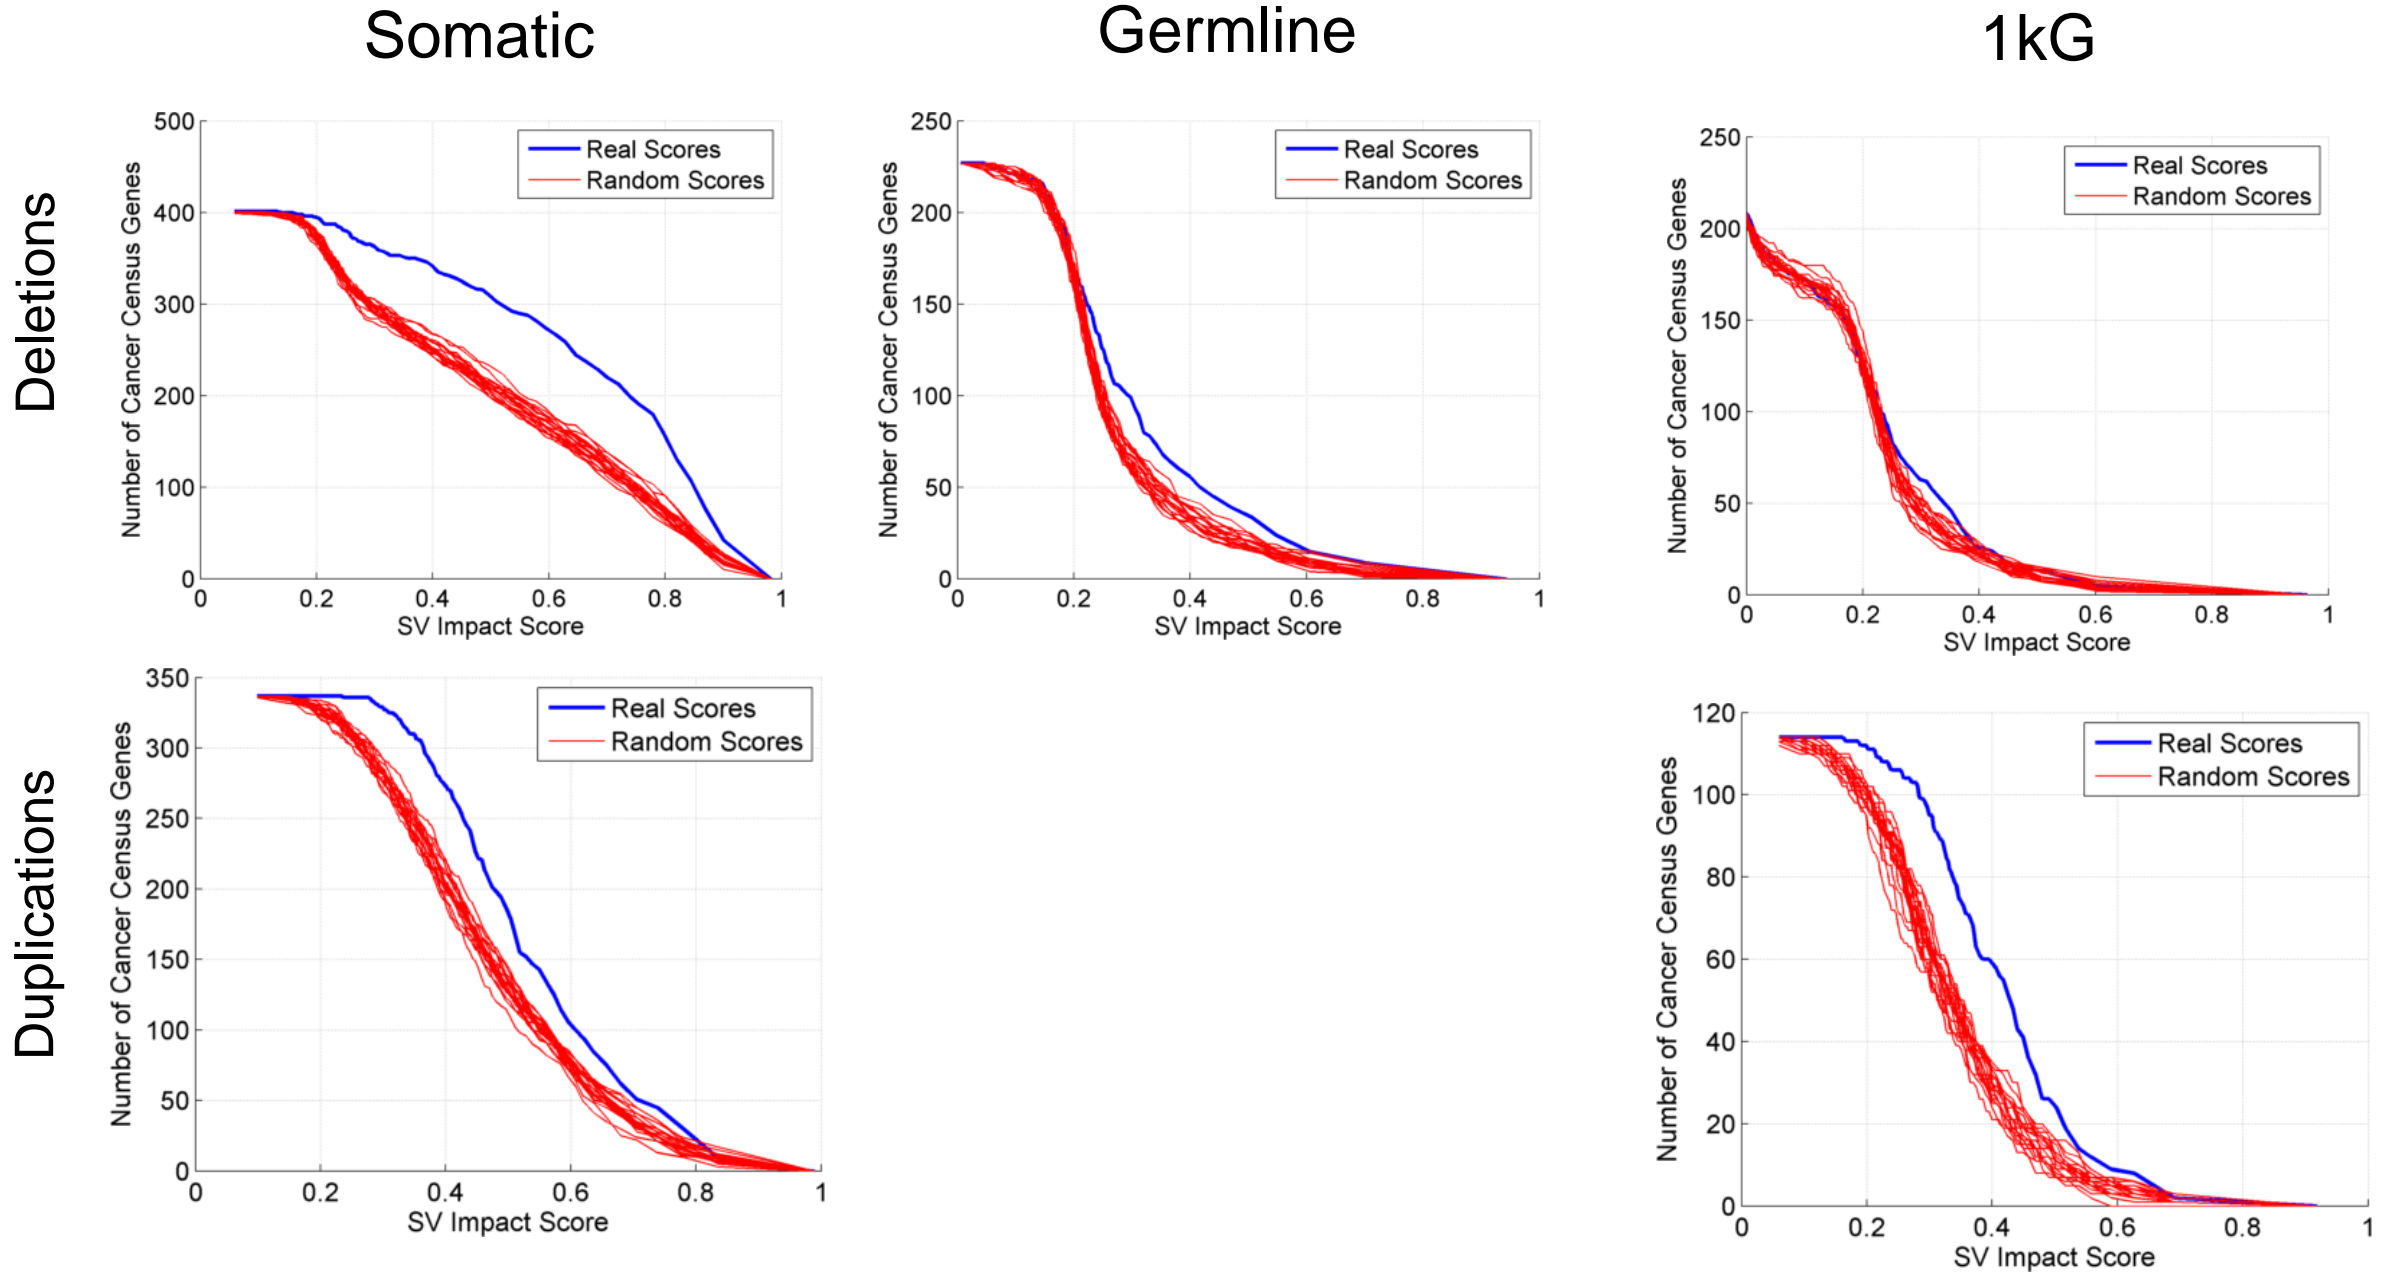 Somatic
Germline
1kG
Deletions
Number of Cancer Census Genes
500
400
300
200
100
0
0 0.2 0.4 0.6 0.8 1
SV Impact Score
Real Scores
Random Scores
Number of Cancer Census Genes
250
200
150
100
50
0
0 0.2 0.4 0.6 0.8 1
SV Impact Score
Real Scores
Random Scores
Number of Cancer Census Genes
250
200
150
100
50
0
0 0.2 0.4 0.6 0.8 1
SV Impact Score
Real Scores
Random Scores
Duplications
Number of Cancer Census Genes
350
300
250
200
150
100
50
0
0 0.2 0.4 0.6 0.8 1
SV Impact Score
Real Scores
Random Scores
Number of Cancer Census Genes
120
100
80
60
40
20
0
0 0.2 0.4 0.6 0.8 1
SV Impact Score
Real Scores
Random Scores